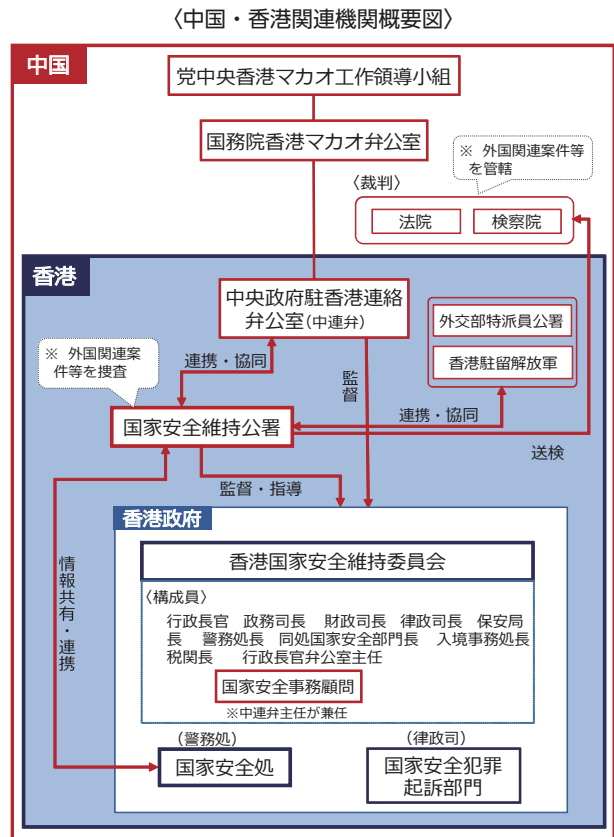 〈中国・香港関連機関概要図〉
中国
党中央香港マカオ工作領導小組
国務院香港マカオ弁公室
※ 外国関連案件等
を管轄
〈裁判〉
法院
検察院
香港
中央政府駐香港連絡
弁公室(中連弁)
外交部特派員公署
香港駐留解放軍
※ 外国関連案
件等を捜査
連携・協同
監督
国家安全維持公署
連携・協同
送検
監督・指導
香港政府
情報共有・連携
香港国家安全維持委員会
〈構成員〉
行政長官 政務司長 財政司長 律政司長 保安局
長 警務処長 同処国家安全部門長 入境事務処長
税関長 行政長官弁公室主任
国家安全事務顧問
※中連弁主任が兼任
(警務処)
国家安全処
(律政司)
国家安全犯罪
起訴部門